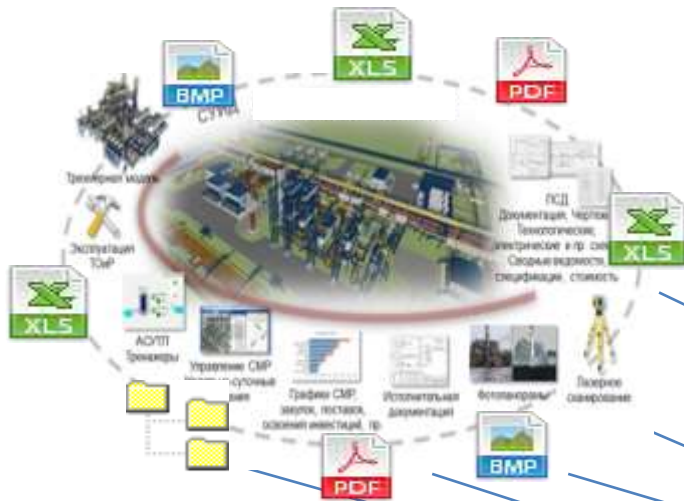 XLS
BMP
PDF
СУИД
Трехмерная модель
ПСД
Документация, Чертежи
Технологические,
электрические и пр. схемы
Сводные ведомости,
спецификации, стоимость
XLS
Эксплуатация
ТОиР
XLS
АСУТП
Тренажеры
Управление СМР
суточные
Графики СМР,
закупок, поставок,
освоения инвестиций, пр.
Исполнительная
документация
Фотопанорамы
Лазерное
сканирование
BMP
PDF